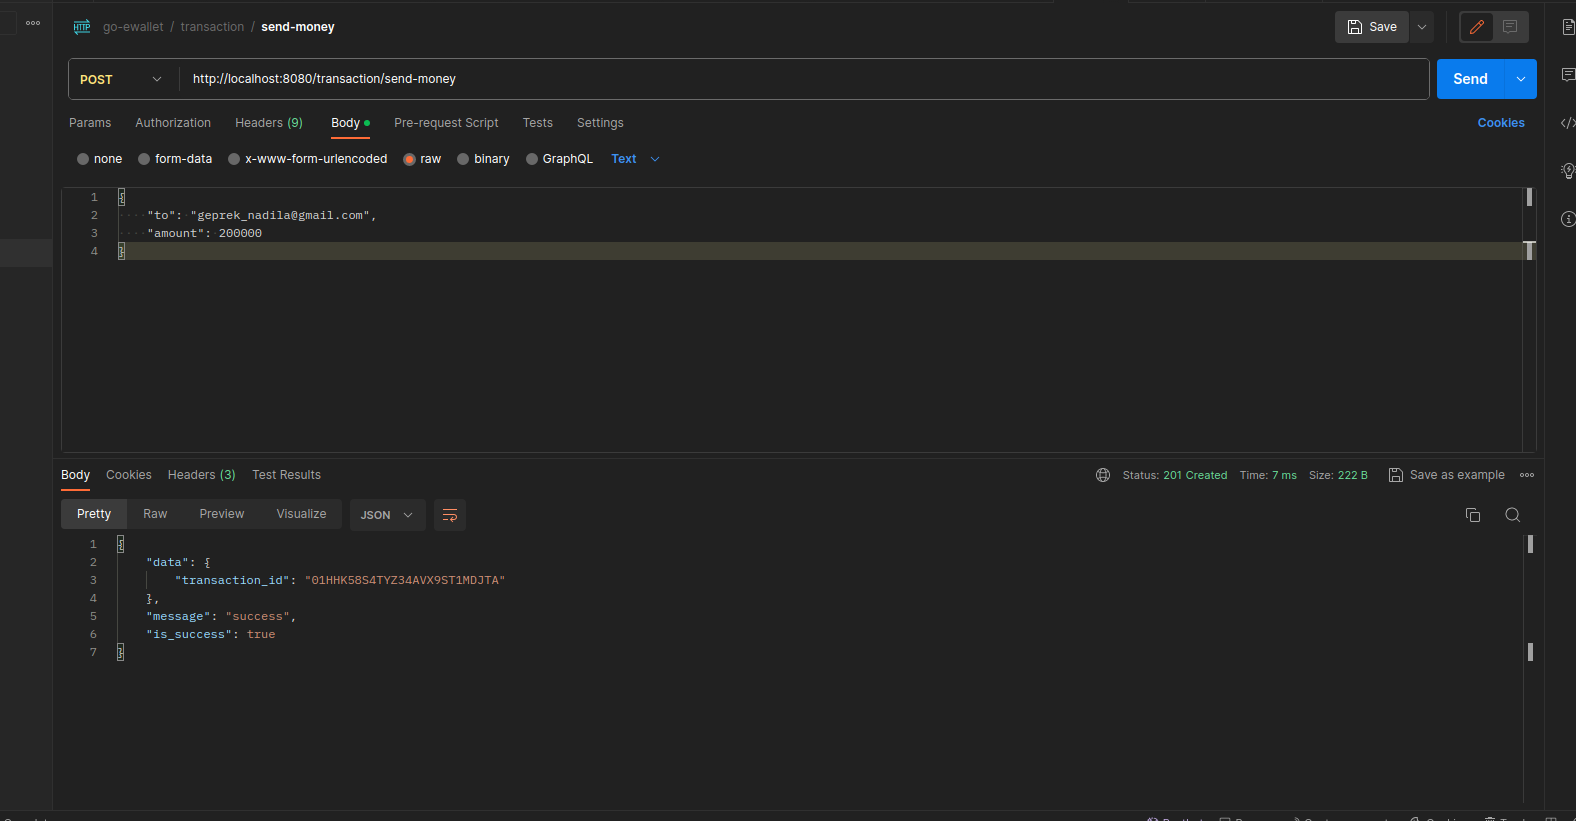 go-ewallet / transaction / send-money
Save
POST
http://localhost:8080/transaction/send-money
Send
Params Authorization Headers (9) Body Pre-request Script Tests Settings Cookies
none form-data x-www-form-urlencoded raw binary GraphQL Text
1 {
2 "to": "geprek_nadila@gmail.com",
3 "amount": 200000
4 }
Body Cookies Headers (3) Test Results Status: 201 Created Time: 7 ms Size: 222 B Save as example
Pretty Raw Preview Visualize JSON
1 {
2 "data": {
3 "transaction_id": "01HHK58S4TYZ34AVX9ST1MDJTA"
4 },
5 "message": "success",
6 "is_success": true
7 }